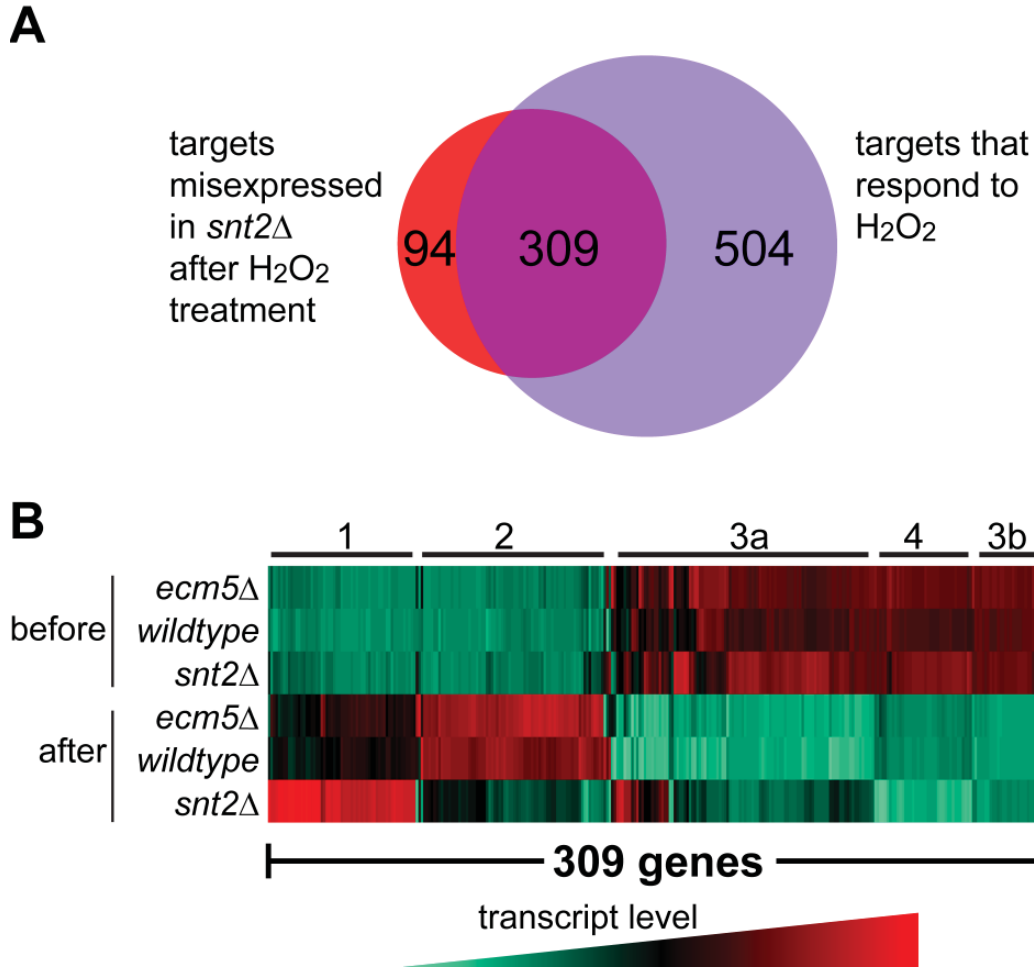 A
targets
misexpressed
in snt2Δ
after H2O2
treatment
94
309
504
targets that
respond to
H2O2
B
1 2 3a 4 3b
before
ecm5Δ
wildtype
snt2Δ
after
ecm5Δ
wildtype
snt2Δ
309 genes
transcript level